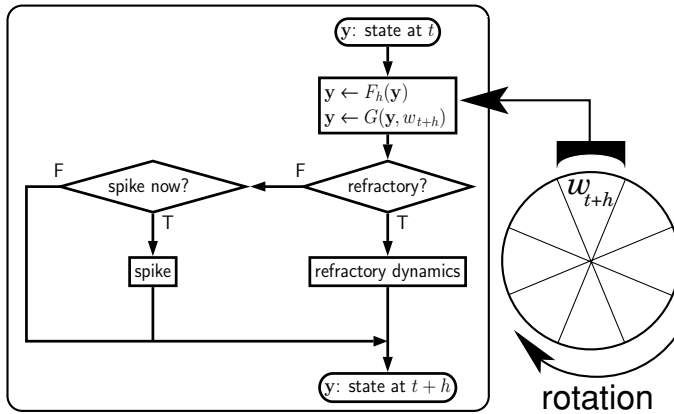 y: state at t
y ← F_h(y)
y ← G(y, w_{t+h})
F
F
spike now?
refractory?
T
T
spike
refractory dynamics
y: state at t + h
w_{t+h}
rotation